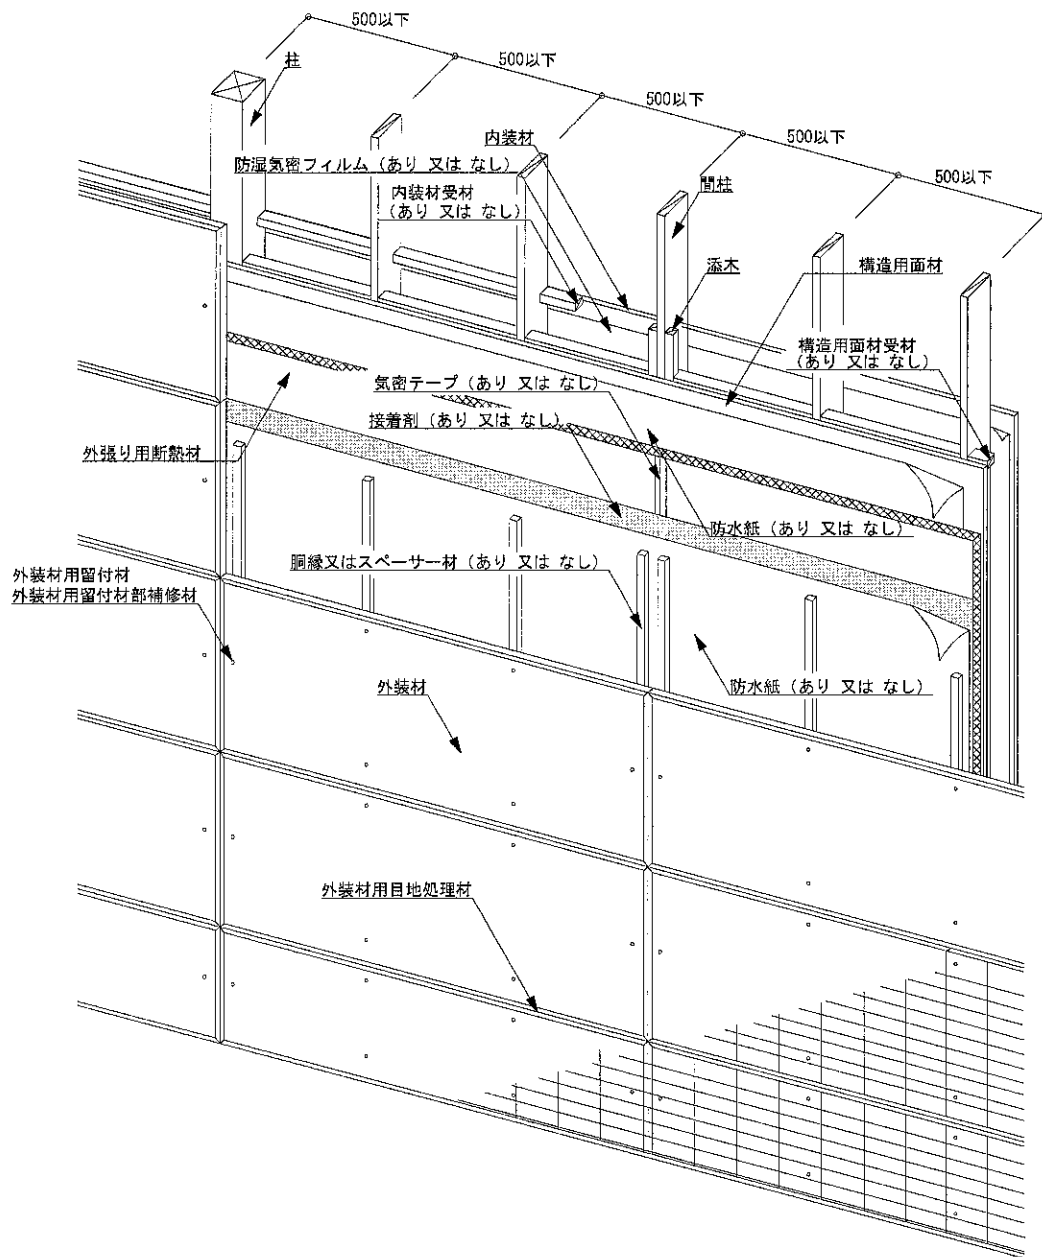 500以下
500以下
500以下
500以下
500以下
柱
内装材
防湿気密フィルム（あり 又は なし）
内装材受材
（あり 又は なし）
間柱
添木
構造用面材
構造用面材受材
（あり 又は なし）
気密テープ（あり 又は なし）
接着剤（あり 又は なし）
外張り用断熱材
防水紙（あり 又は なし）
胴縁又はスペーサー材（あり 又は なし）
外装材用留付材
外装材用留付材部補修材
外装材
防水紙（あり 又は なし）
外装材用目地処理材